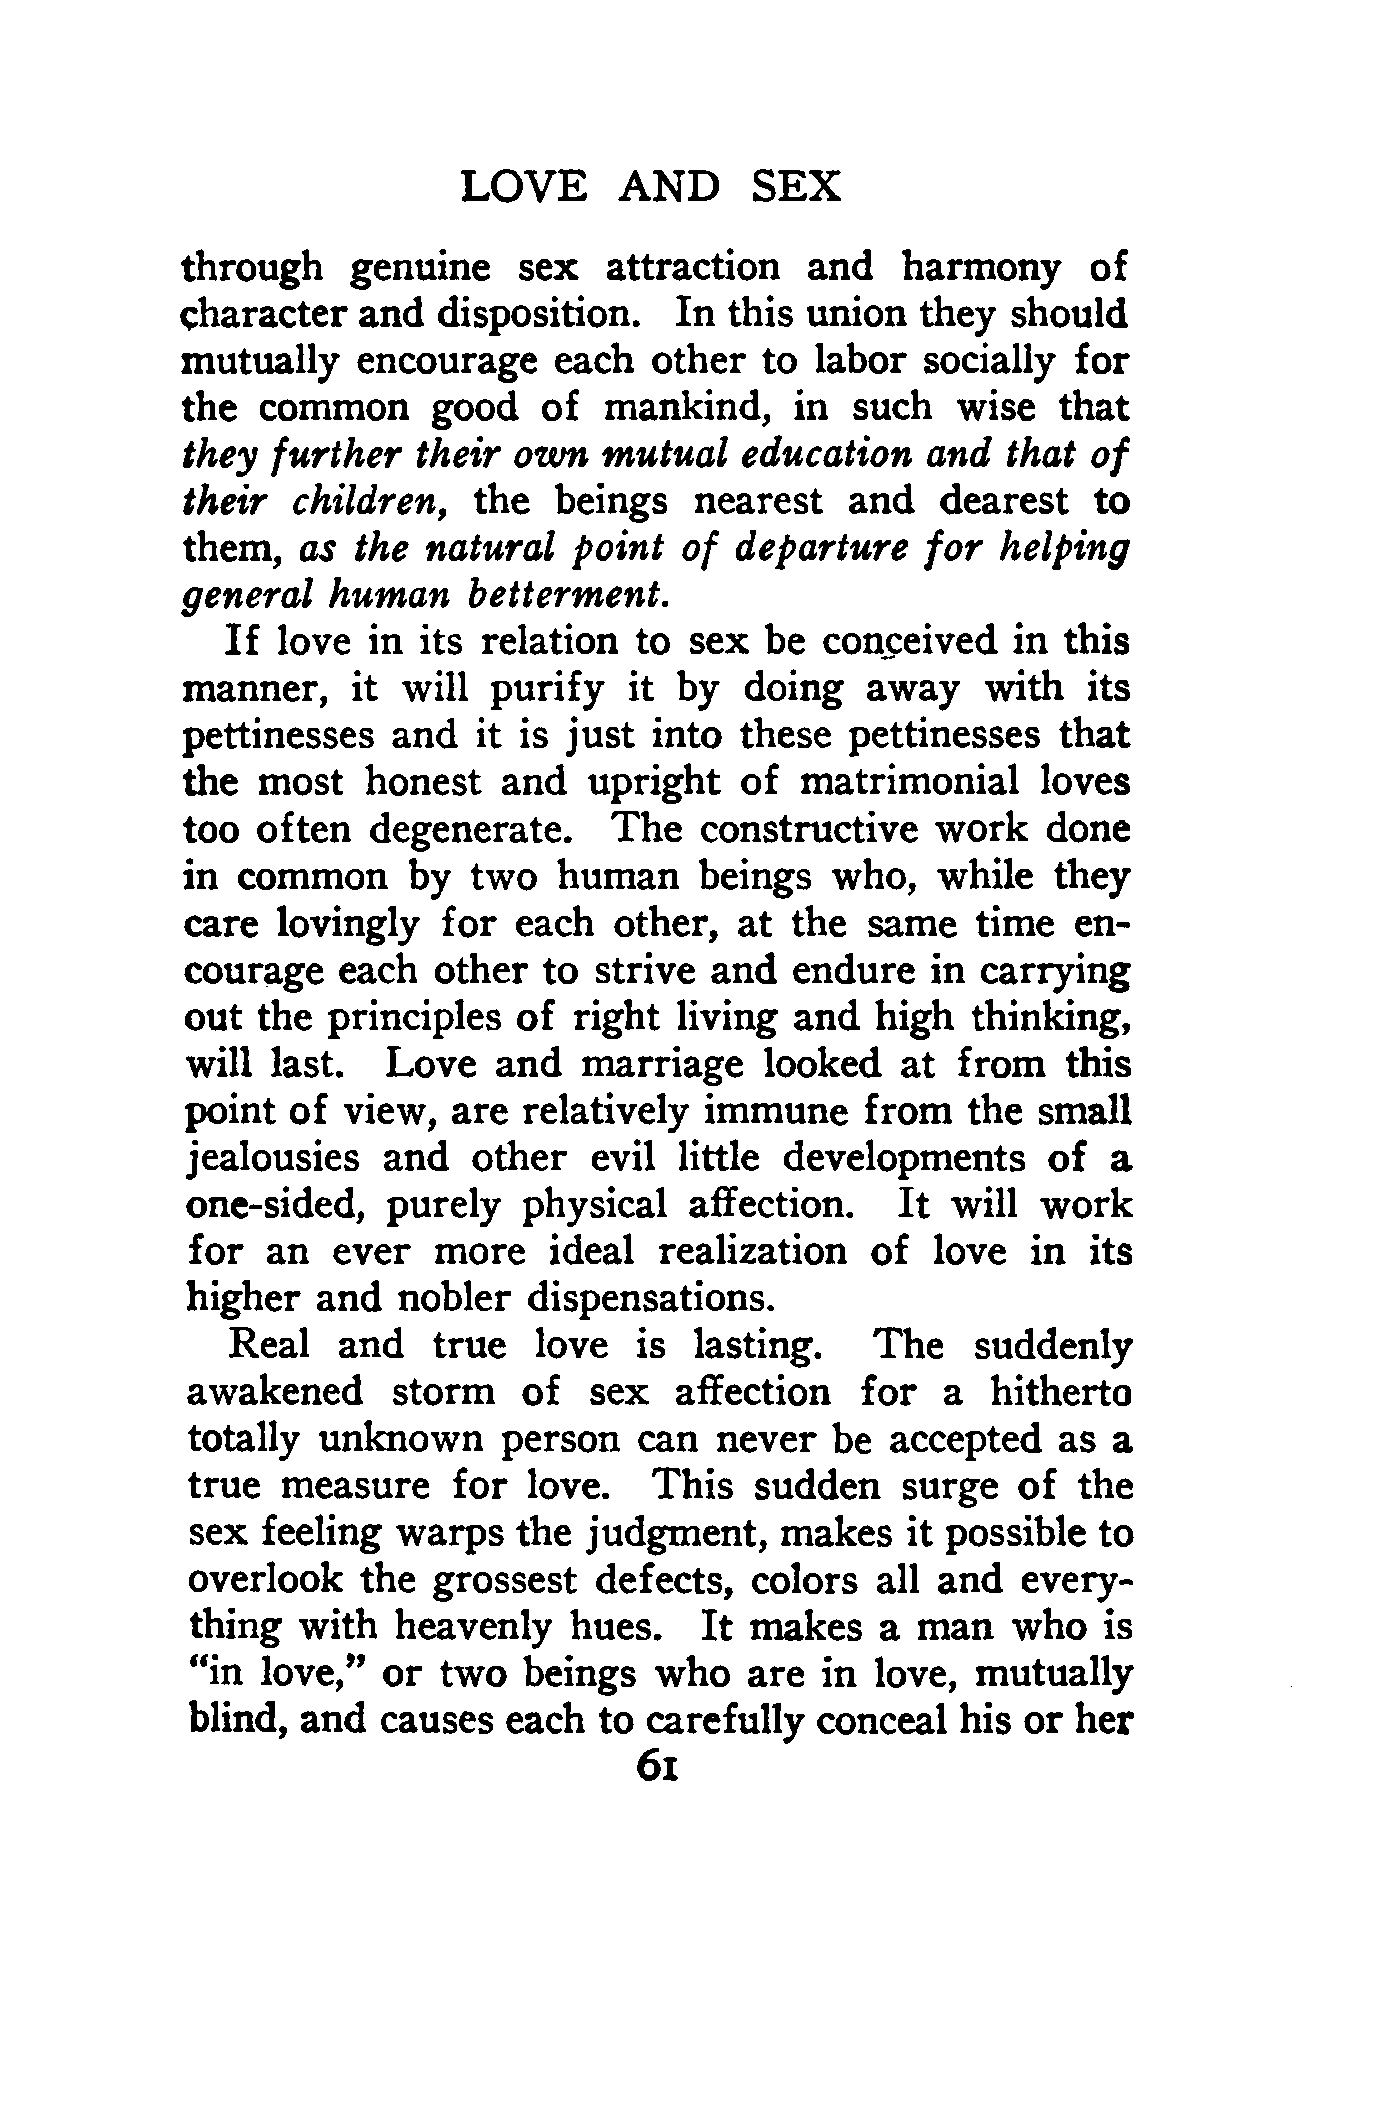 LOVE AND SEX
through genuine sex attraction and harmony of
character and disposition. In this union they should
mutually encourage each other to labor socially for
the common good of mankind, in such wise that
they further their own mutual education and that of
their children, the beings nearest and dearest to
them, as the natural point of departure for helping
general human betterment.
If love in its relation to sex be conceived in this
manner, it will purify it by doing away with its
pettinesses and it is just into these pettinesses that
the most honest and upright of matrimonial loves
too often degenerate. The constructive work done
in common by two human beings who, while they
care lovingly for each other, at the same time en-
courage each other to strive and endure in carrying
out the principles of right living and high thinking,
will last. Love and marriage looked at from this
point of view, are relatively immune from the small
jealousies and other evil little developments of a
one-sided, purely physical affection. It will work
for an ever more ideal realization of love in its
higher and nobler dispensations.
Real and true love is lasting. The suddenly
awakened storm of sex affection for a hitherto
totally unknown person can never be accepted as a
true measure for love. This sudden surge of the
sex feeling warps the judgment, makes it possible to
overlook the grossest defects, colors all and every-
thing with heavenly hues. It makes a man who is
"in love," or two beings who are in love, mutually
blind, and causes each to carefully conceal his or her
61